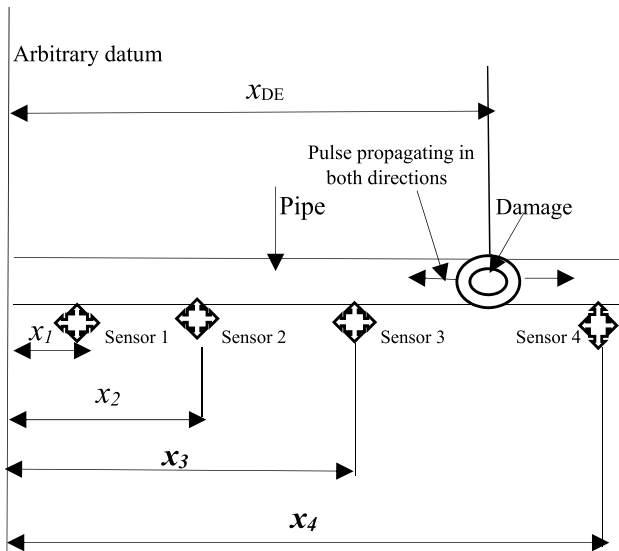 Arbitrary datum
xDE
Pulse propagating in
both directions
Pipe
Damage
x1
Sensor 1
Sensor 2
Sensor 3
Sensor 4
x2
x3
x4